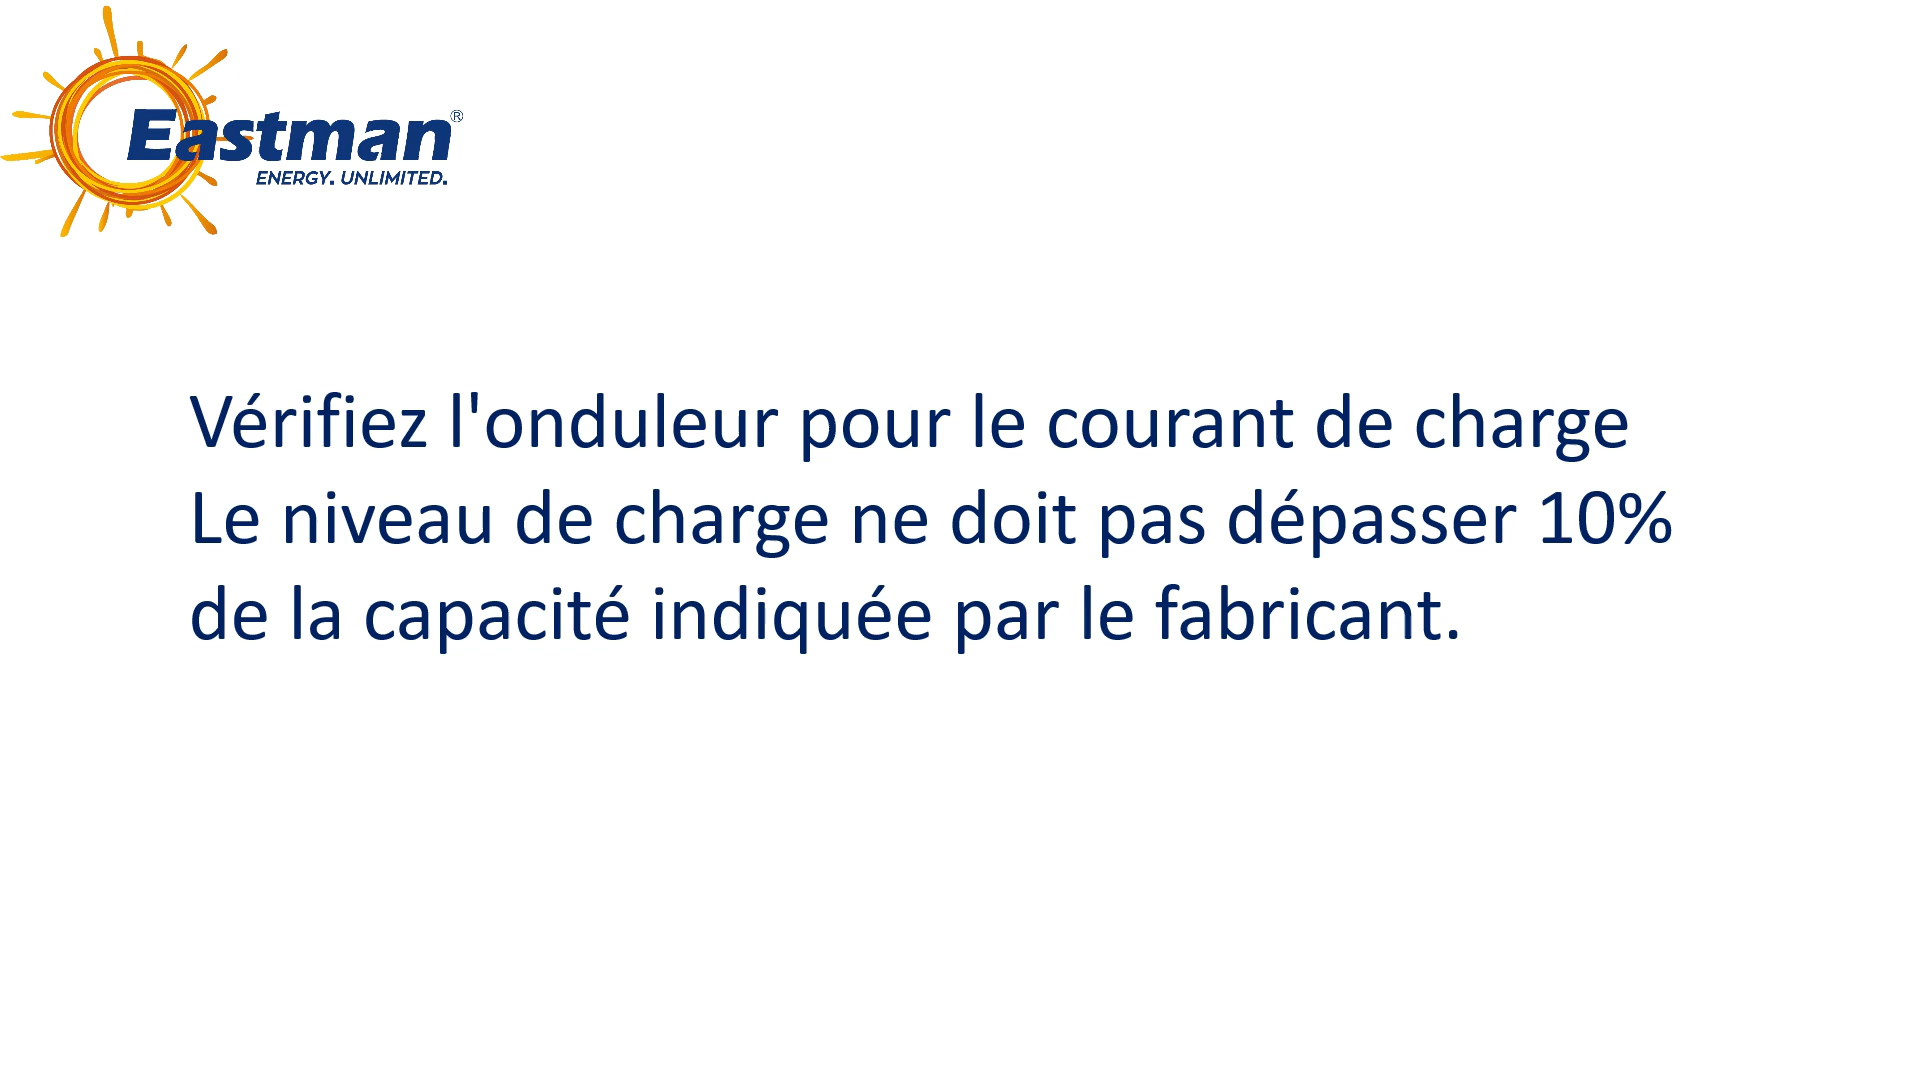 Eastman®
ENERGY. UNLIMITED.
Vérifiez l'onduleur pour le courant de charge
Le niveau de charge ne doit pas dépasser 10%
de la capacité indiquée par le fabricant.